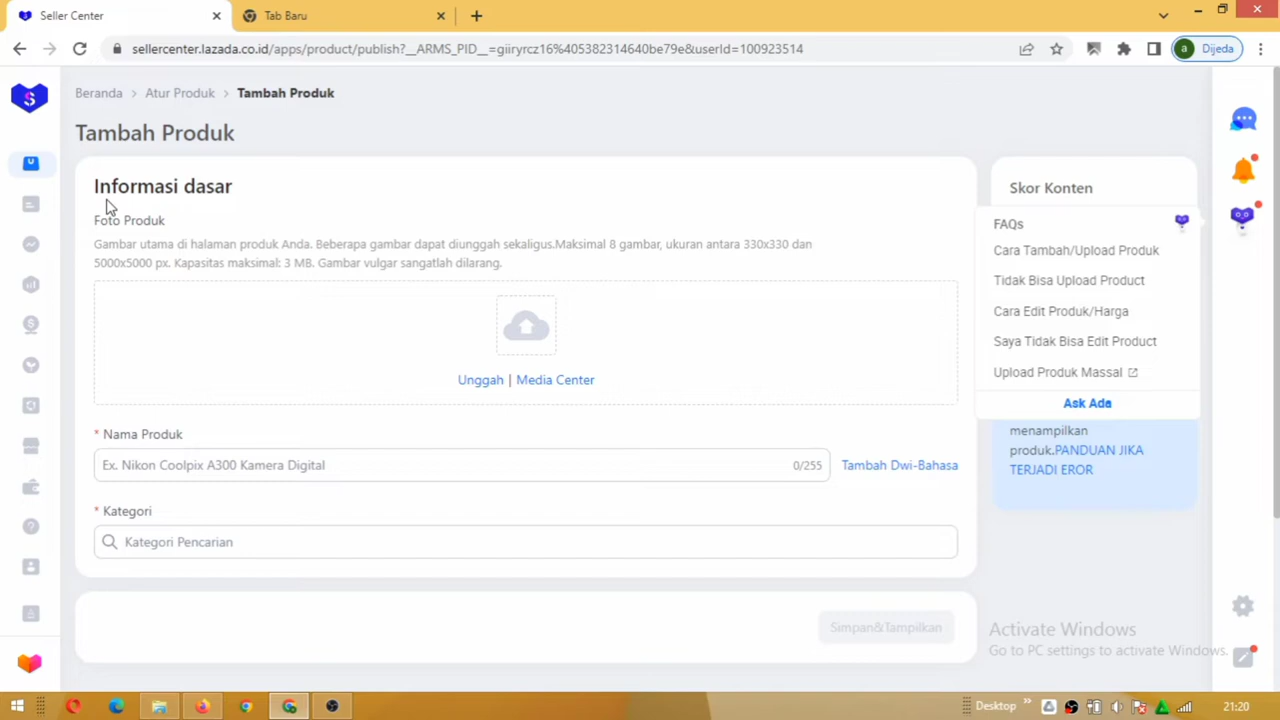 Seller Center
Tab Baru
sellercenter.lazada.co.id/apps/product/publish?__ARMS_PID__=giiryrcz16%405382314640be79e&userId=100923514
a
Dijeda
Beranda > Atur Produk > Tambah Produk
Tambah Produk
Informasi dasar
Foto Produk
Gambar utama di halaman produk Anda. Beberapa gambar dapat diunggah sekaligus.Maksimal 8 gambar, ukuran antara 330x330 dan
5000x5000 px. Kapasitas maksimal: 3 MB. Gambar vulgar sangatlah dilarang.
Unggah | Media Center
* Nama Produk
Ex. Nikon Coolpix A300 Kamera Digital
0/255
Tambah Dwi-Bahasa
* Kategori
Kategori Pencarian
Simpan&Tampilkan
Skor Konten
FAQs
Cara Tambah/Upload Produk
Tidak Bisa Upload Product
Cara Edit Produk/Harga
Saya Tidak Bisa Edit Product
Upload Produk Massal
Ask Ada
menampilkan
produk.PANDUAN JIKA
TERJADI EROR
Activate Windows
Go to PC settings to activate Windows.
Desktop
21:20